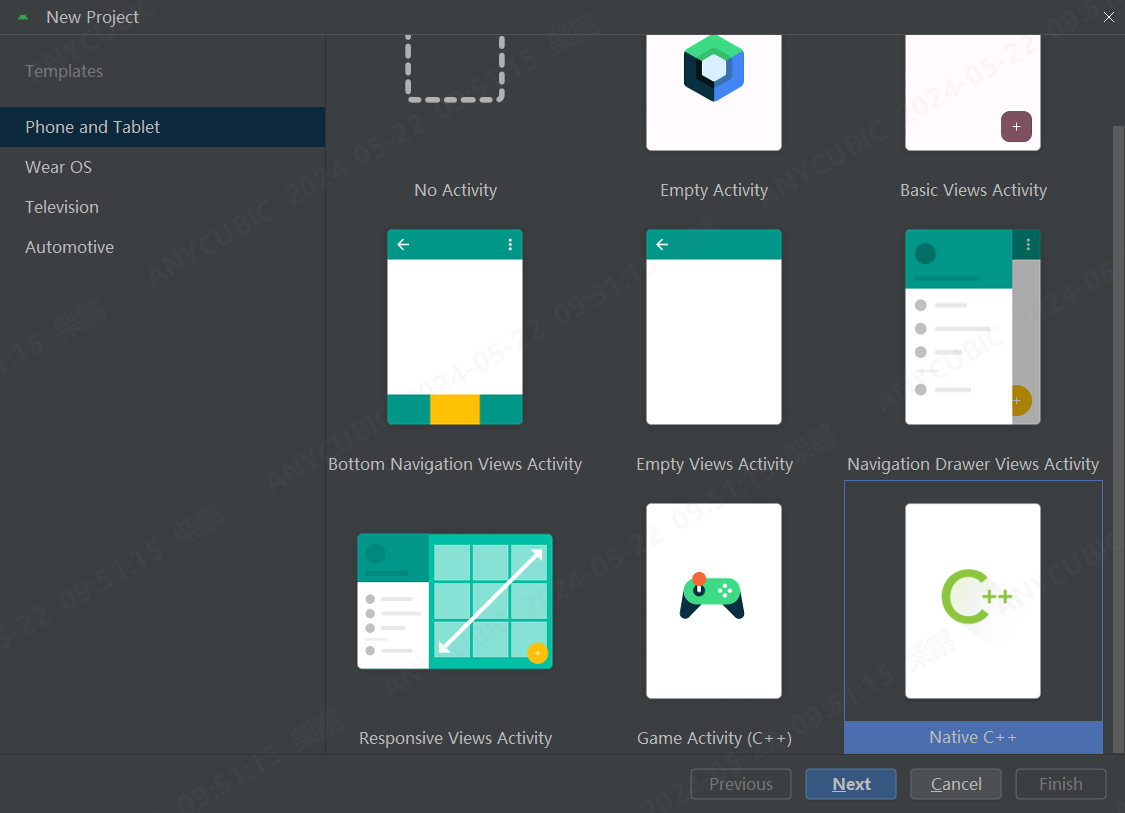 New Project
Templates
Phone and Tablet
Wear OS
Television
Automotive
No Activity
Empty Activity
Basic Views Activity
Bottom Navigation Views Activity
Empty Views Activity
Navigation Drawer Views Activity
Responsive Views Activity
Game Activity (C++)
C++
Native C++
Previous
Next
Cancel
Finish
ANYCUBIC 2024-05-22 09:51:15 柴鹏